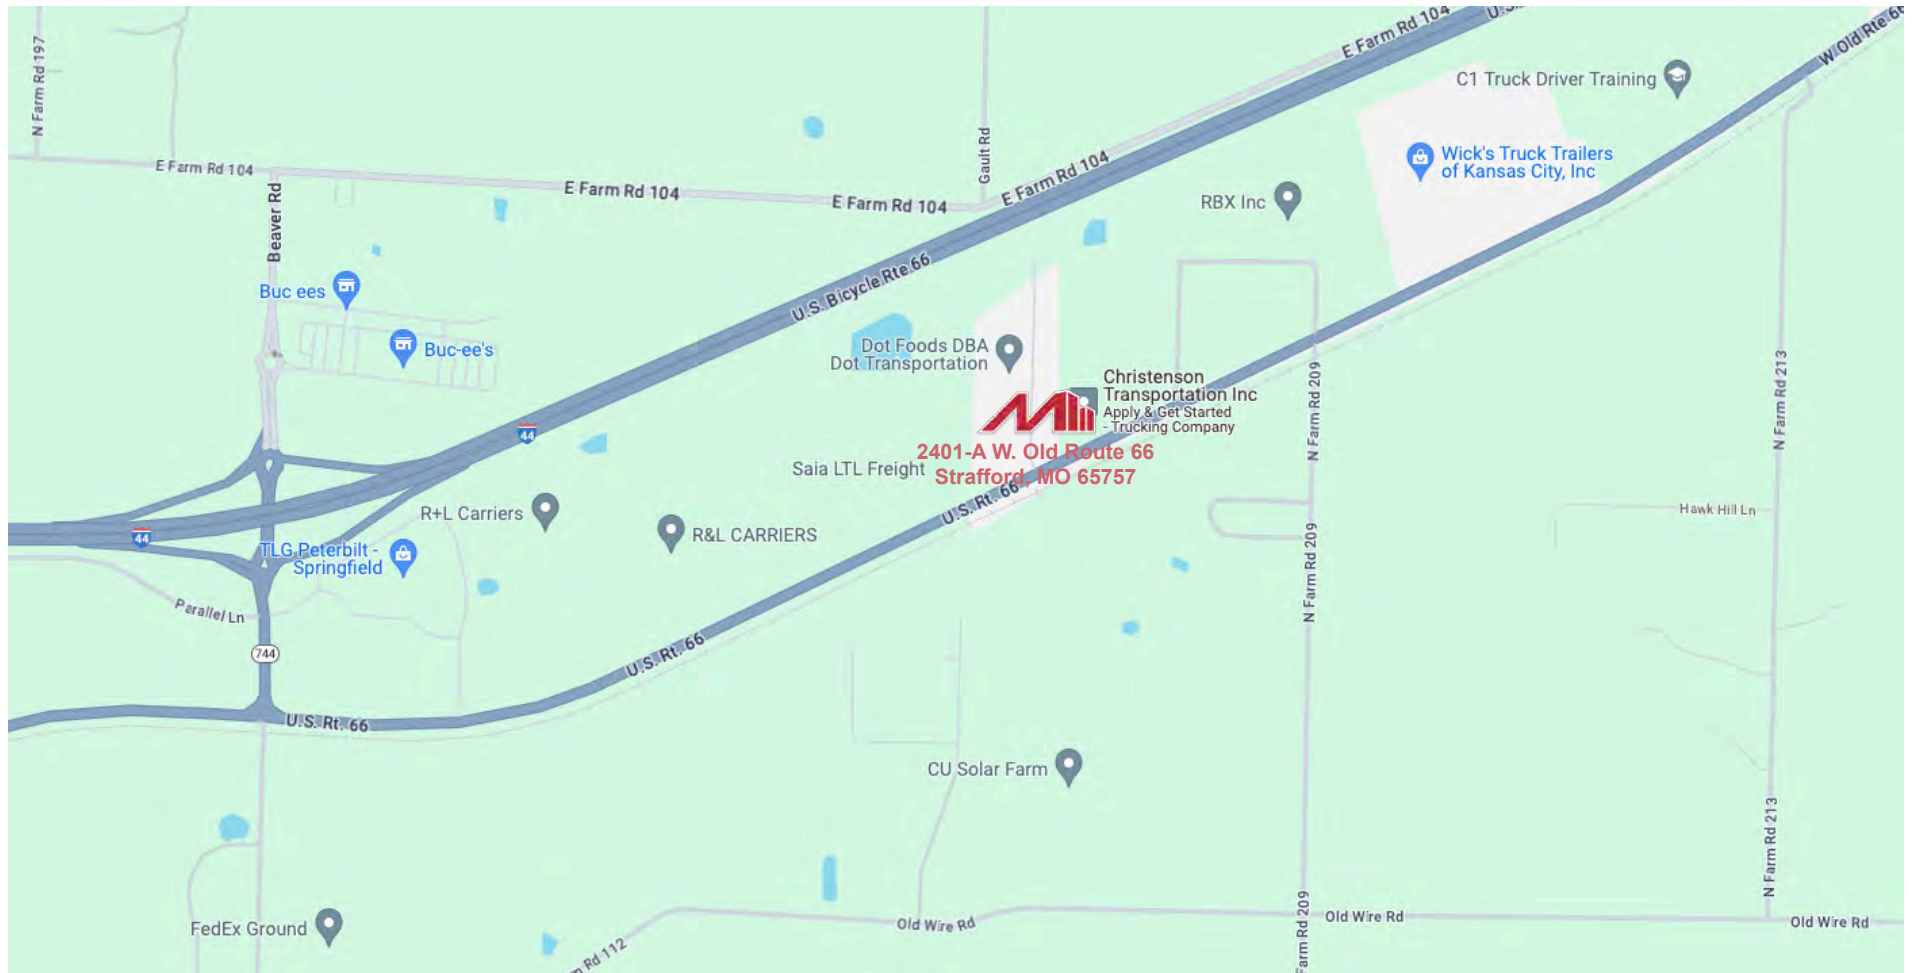 N Farm Rd 197
E Farm Rd 104
U.S.
W Old Rte 66
C1 Truck Driver Training
Gault Rd
E Farm Rd 104
Wick's Truck Trailers
of Kansas City, Inc
E Farm Rd 104
E Farm Rd 104
E Farm Rd 104
Beaver Rd
RBX Inc
U.S. Bicycle Rte 66
Buc ees
Buc-ee's
Dot Foods DBA
Dot Transportation
Christenson
Transportation Inc
Apply & Get Started
- Trucking Company
2401-A W. Old Route 66
Strafford, MO 65757
N Farm Rd 209
N Farm Rd 213
44
Saia LTL Freight
U.S. Rt. 66
R+L Carriers
R&L CARRIERS
Hawk Hill Ln
44
TLG Peterbilt -
Springfield
N Farm Rd 209
Parallel Ln
744
U.S. Rt. 66
U.S. Rt. 66
CU Solar Farm
N Farm Rd 213
FedEx Ground
Old Wire Rd
Old Wire Rd
Old Wire Rd
Farm Rd 209
m Rd 112